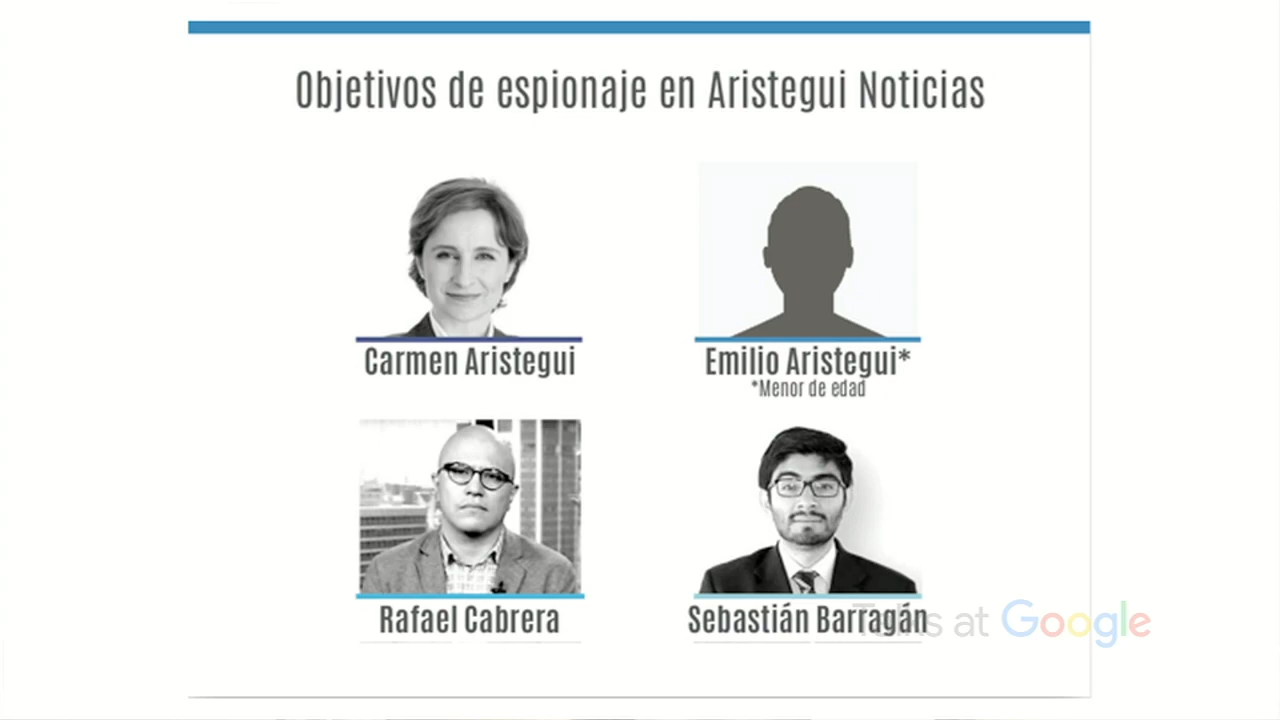 Objetivos de espionaje en Aristegui Noticias
Carmen Aristegui
Emilio Aristegui*
*Menor de edad
Rafael Cabrera
Sebastián Barragán
Talks at Google